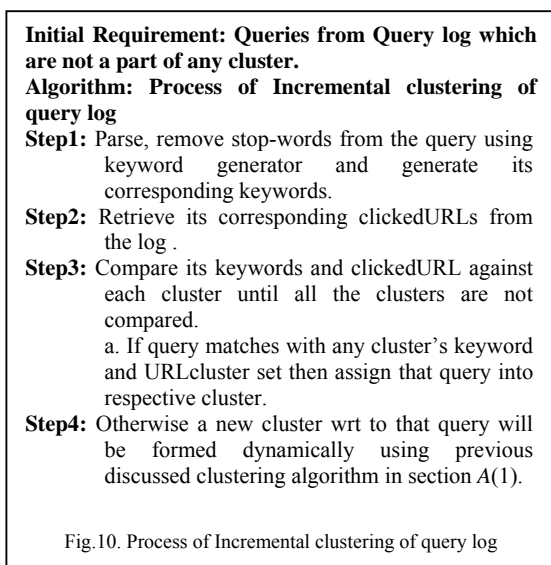 Initial Requirement: Queries from Query log which
are not a part of any cluster.
Algorithm: Process of Incremental clustering of
query log
Step1: Parse, remove stop-words from the query using
keyword generator and generate its
corresponding keywords.
Step2: Retrieve its corresponding clickedURLs from
the log .
Step3: Compare its keywords and clickedURL against
each cluster until all the clusters are not
compared.
a. If query matches with any cluster's keyword
and URLcluster set then assign that query into
respective cluster.
Step4: Otherwise a new cluster wrt to that query will
be formed dynamically using previous
discussed clustering algorithm in section A(1).
Fig.10. Process of Incremental clustering of query log